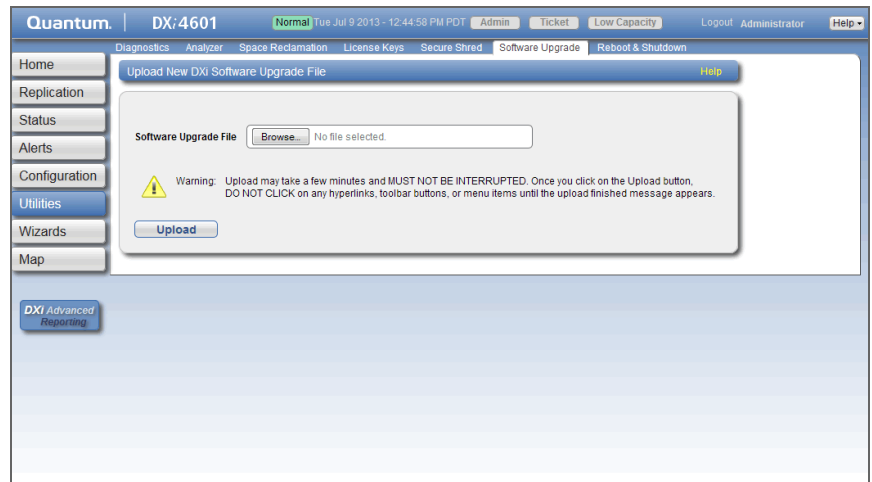 Quantum. DXi4601 Normal Tue Jul 9 2013 - 12:44:58 PM PDT Admin Ticket Low Capacity Logout Administrator Help
Diagnostics Analyzer Space Reclamation License Keys Secure Shred Software Upgrade Reboot & Shutdown
Home
Replication
Status
Alerts
Configuration
Utilities
Wizards
Map
DXi Advanced
Reporting
Upload New DXi Software Upgrade File Help
Software Upgrade File Browse... No file selected.
Warning: Upload may take a few minutes and MUST NOT BE INTERRUPTED. Once you click on the Upload button,
DO NOT CLICK on any hyperlinks, toolbar buttons, or menu items until the upload finished message appears.
Upload